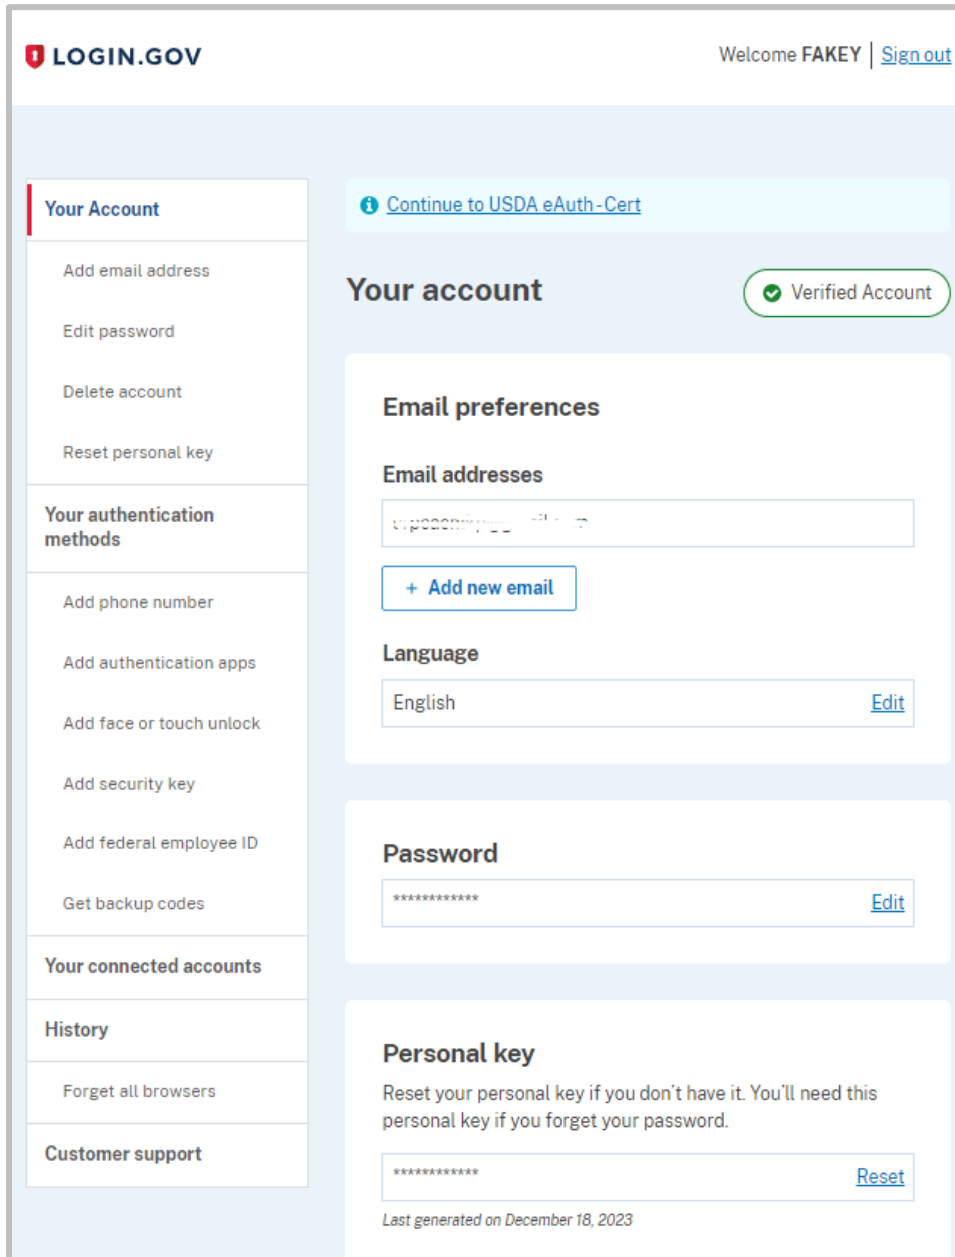 LOGIN.GOV
Welcome FAKEY | Sign out
Your Account
Add email address
Edit password
Delete account
Reset personal key
Your authentication
methods
Add phone number
Add authentication apps
Add face or touch unlock
Add security key
Add federal employee ID
Get backup codes
Your connected accounts
History
Forget all browsers
Customer support
Continue to USDA eAuth-Cert
Your account
Verified Account
Email preferences
Email addresses
+ Add new email
Language
English Edit
Password
************ Edit
Personal key
Reset your personal key if you don't have it. You'll need this
personal key if you forget your password.
************ Reset
Last generated on December 18, 2023